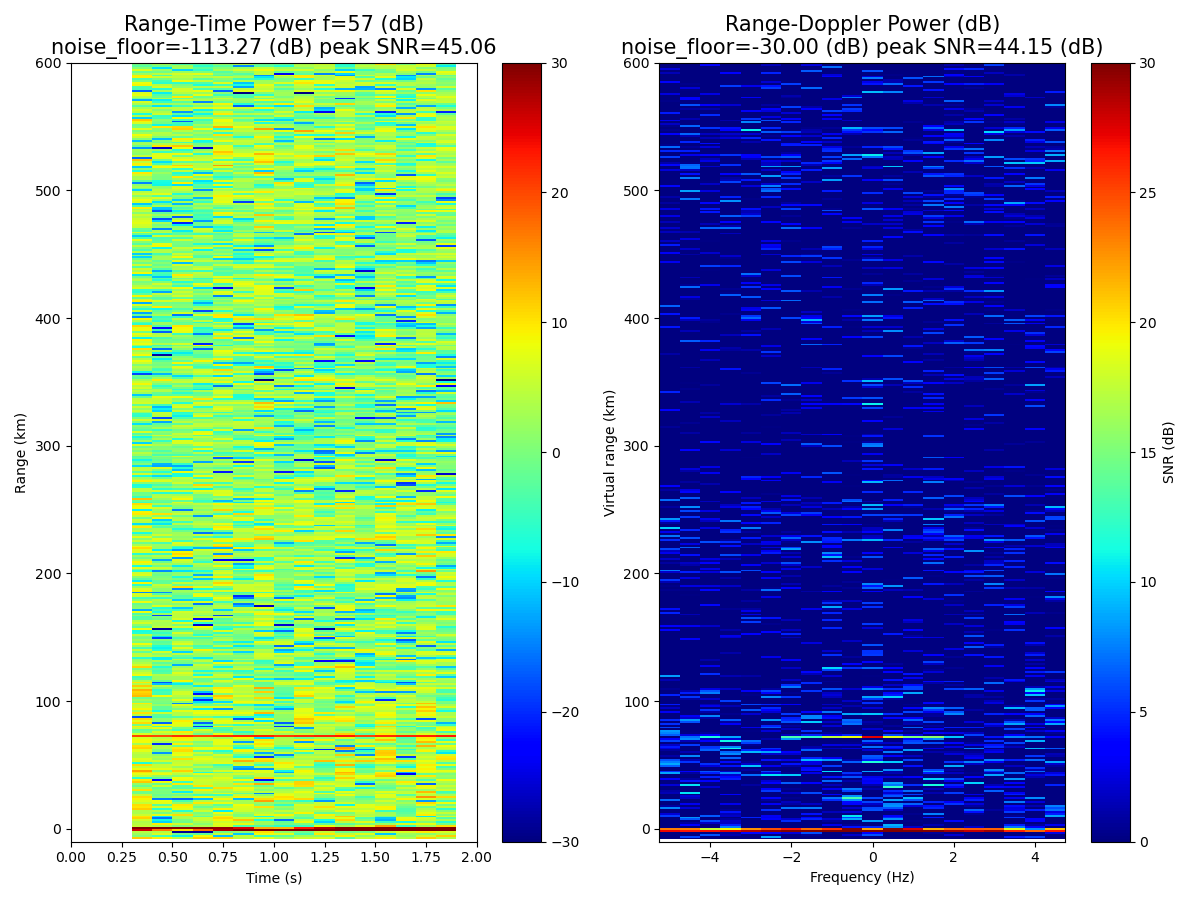 Range-Time Power f=57 (dB)
noise_floor=-113.27 (dB) peak SNR=45.06
600
500
400
300
200
100
0
Range (km)
0.00 0.25 0.50 0.75 1.00 1.25 1.50 1.75 2.00
Time (s)
30
20
10
0
−10
−20
−30
Range-Doppler Power (dB)
noise_floor=-30.00 (dB) peak SNR=44.15 (dB)
600
500
400
300
200
100
0
Virtual range (km)
−4 −2 0 2 4
Frequency (Hz)
30
25
20
15
10
5
0
SNR (dB)